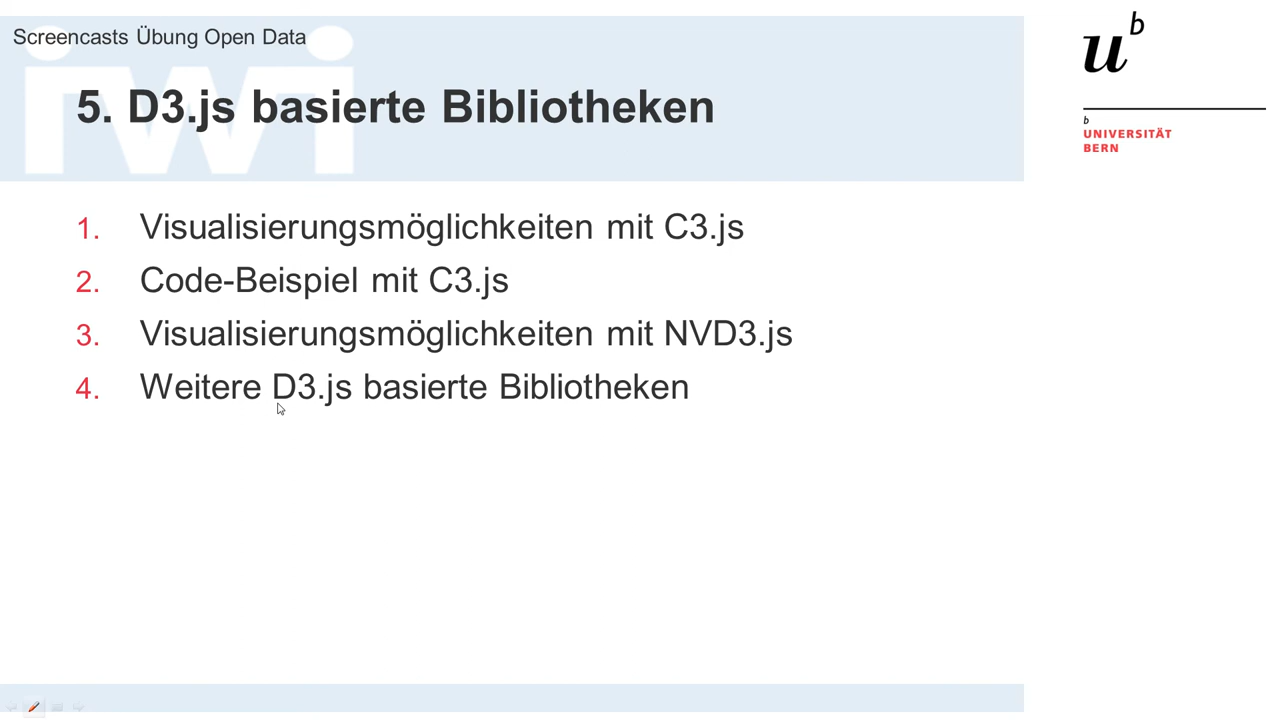 Screencasts Übung Open Data
5. D3.js basierte Bibliotheken
1. Visualisierungsmöglichkeiten mit C3.js
2. Code-Beispiel mit C3.js
3. Visualisierungsmöglichkeiten mit NVD3.js
4. Weitere D3.js basierte Bibliotheken
iwi
u b
b
UNIVERSITÄT
BERN